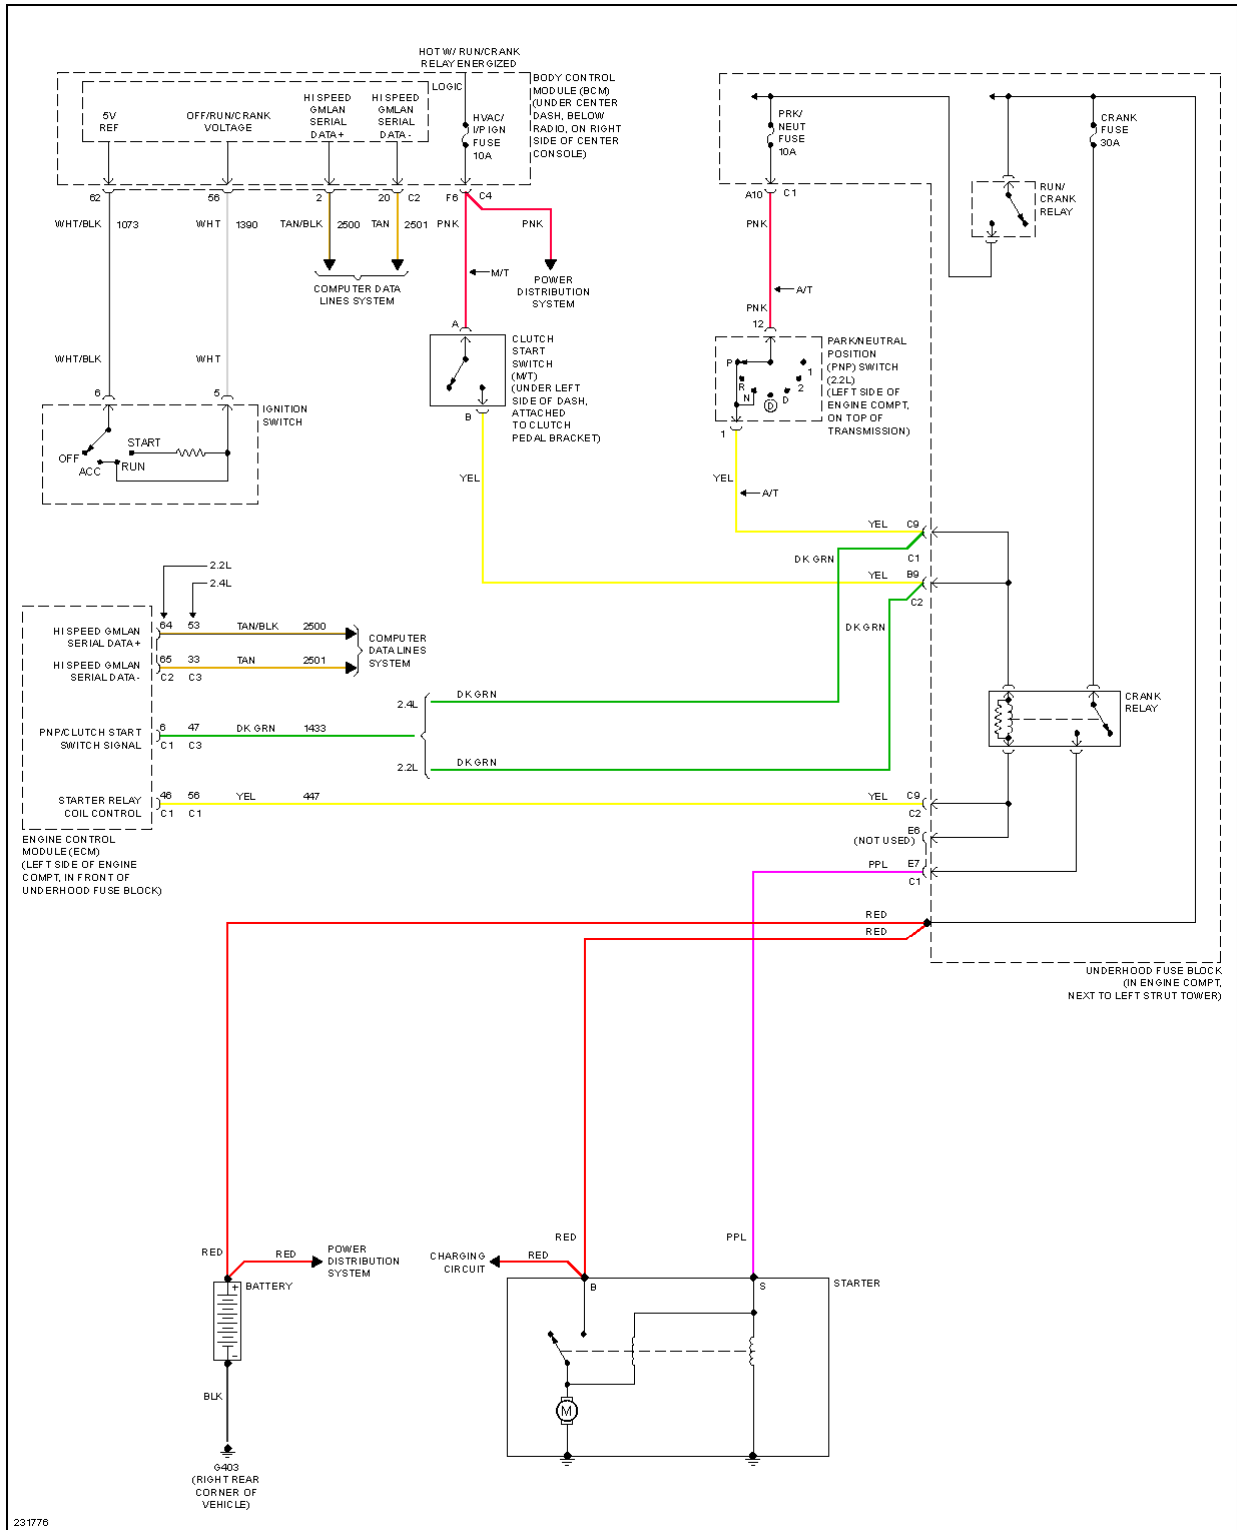 HOT W/ RUN/CRANK
RELAY ENERGIZED
LOGIC
5V
REF
OFF/RUN/CRANK
VOLTAGE
HI SPEED
GMLAN
SERIAL
DATA+
HI SPEED
GMLAN
SERIAL
DATA-
HVAC/
I/P IGN
FUSE
10A
BODY CONTROL
MODULE (BCM)
(UNDER CENTER
DASH, BELOW
RADIO, ON RIGHT
SIDE OF CENTER
CONSOLE)
PRK/
NEUT
FUSE
10A
CRANK
FUSE
30A
RUN/
CRANK
RELAY
62
56
2
20
C2
F6
C4
A10
C1
WHT/BLK
1073
WHT
1390
TAN/BLK
2500
TAN
2501
PNK
PNK
PNK
COMPUTER DATA
LINES SYSTEM
M/T
POWER
DISTRIBUTION
SYSTEM
A/T
PNK
A
12
CLUTCH
START
SWITCH
(M/T)
(UNDER LEFT
SIDE OF DASH,
ATTACHED
TO CLUTCH
PEDAL BRACKET)
PARK/NEUTRAL
POSITION
(PNP) SWITCH
(2.2L)
(LEFT SIDE OF
ENGINE COMPT,
ON TOP OF
TRANSMISSION)
P
R
N
D
D
2
1
WHT/BLK
WHT
6
5
IGNITION
SWITCH
OFF
ACC
RUN
START
B
1
YEL
YEL
A/T
YEL
C9
DK GRN
C1
YEL
B9
C2
DK GRN
2.2L
2.4L
HI SPEED GMLAN
SERIAL DATA+
64
53
TAN/BLK
2500
COMPUTER
DATA LINES
SYSTEM
HI SPEED GMLAN
SERIAL DATA-
65
33
TAN
2501
C2
C3
2.4L
DK GRN
CRANK
RELAY
PNP/CLUTCH START
SWITCH SIGNAL
6
47
DK GRN
1433
C1
C3
2.2L
DK GRN
STARTER RELAY
COIL CONTROL
46
56
YEL
447
C1
C1
YEL
C9
C2
E6
(NOT USED)
PPL
E7
C1
ENGINE CONTROL
MODULE (ECM)
(LEFT SIDE OF ENGINE
COMPT, IN FRONT OF
UNDERHOOD FUSE BLOCK)
RED
RED
UNDERHOOD FUSE BLOCK
(IN ENGINE COMPT,
NEXT TO LEFT STRUT TOWER)
RED
RED
POWER
DISTRIBUTION
SYSTEM
CHARGING
CIRCUIT
RED
RED
PPL
+
BATTERY
-
B
S
STARTER
M
BLK
G403
(RIGHT REAR
CORNER OF
VEHICLE)
231776